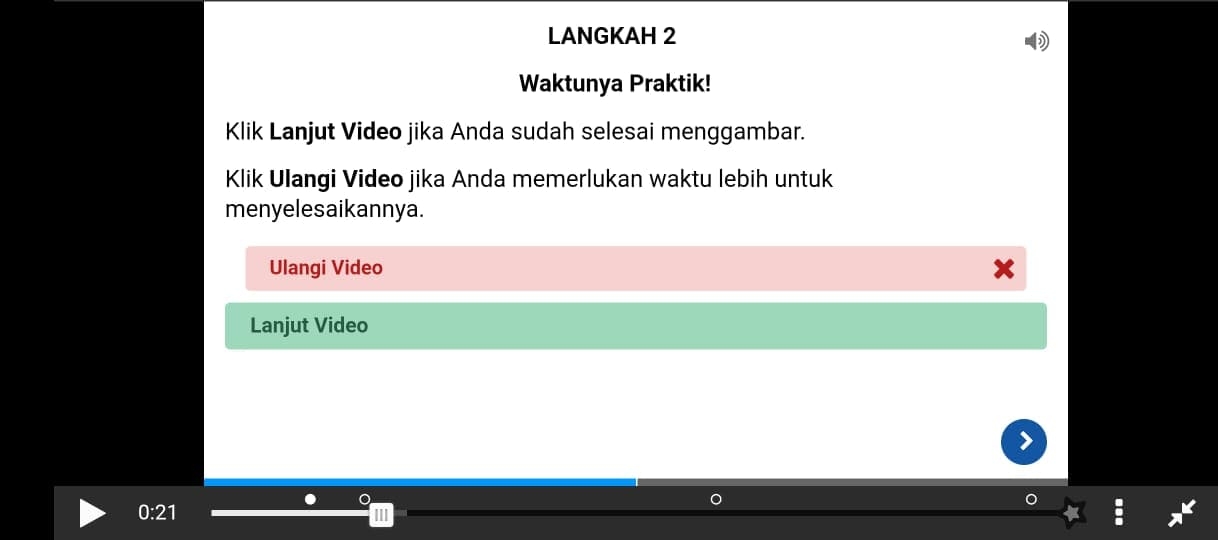 LANGKAH 2
Waktunya Praktik!
Klik Lanjut Video jika Anda sudah selesai menggambar.
Klik Ulangi Video jika Anda memerlukan waktu lebih untuk
menyelesaikannya.
Ulangi Video
Lanjut Video
0:21